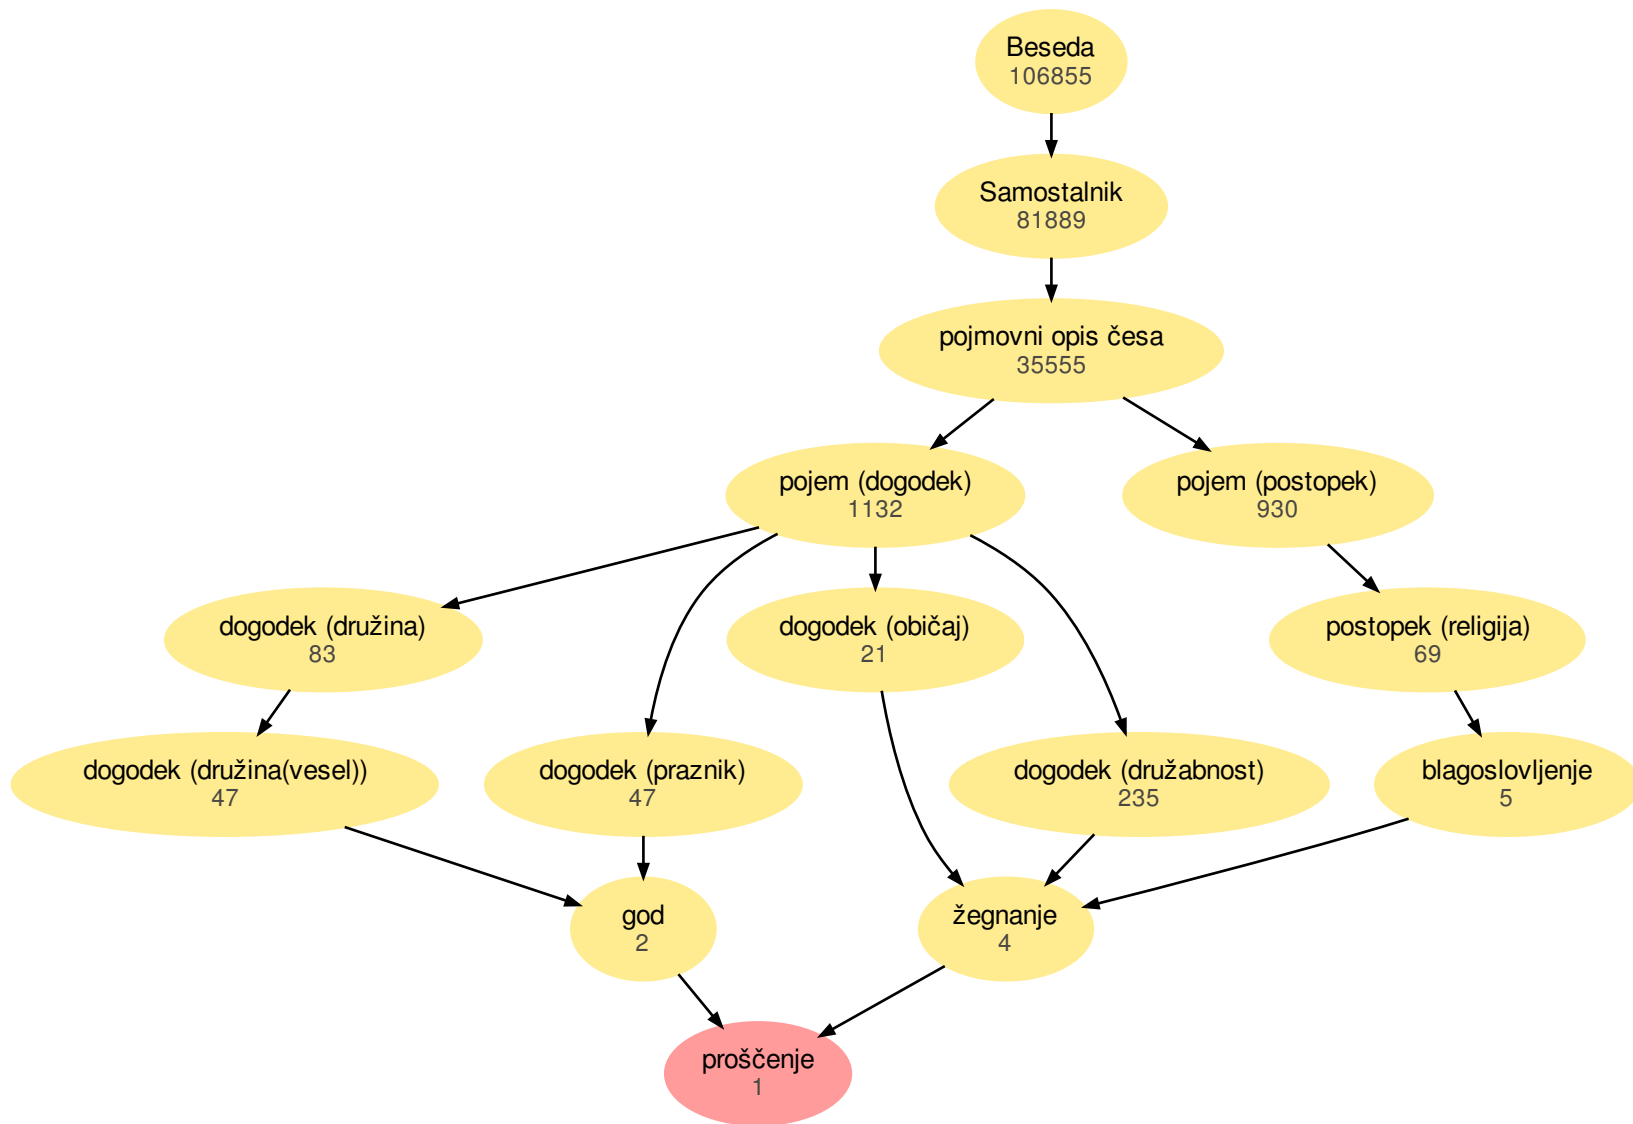 Beseda
106855
Samostalnik
81889
pojmovni opis česa
35555
pojem (dogodek)
1132
pojem (postopek)
930
dogodek (družina)
83
dogodek (običaj)
21
postopek (religija)
69
dogodek (družina(vesel))
47
dogodek (praznik)
47
dogodek (družabnost)
235
blagoslovljenje
5
god
2
žegnanje
4
proščenje
1